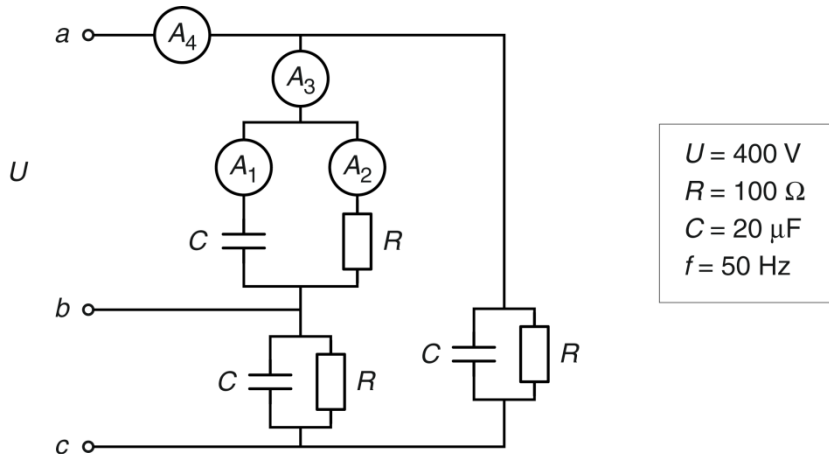 a
A4
A3
U
A1
A2
C
R
b
C
R
C
R
c
U = 400 V
R = 100 Ω
C = 20 μF
f = 50 Hz